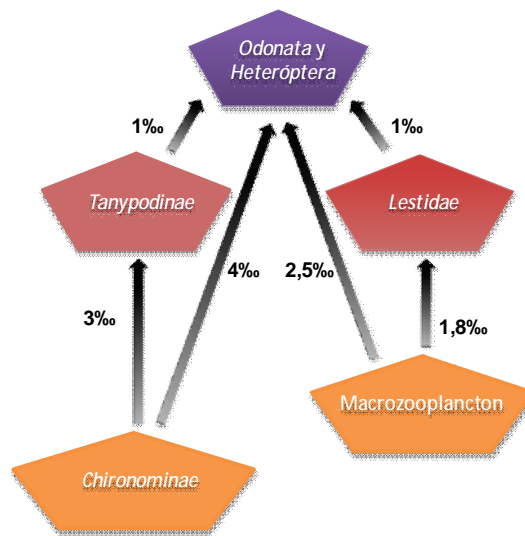 Odonata y
Heteróptera
1‰
1‰
Tanypodinae
Lestidae
4‰
2,5‰
3‰
1,8‰
Macrozooplancton
Chironominae